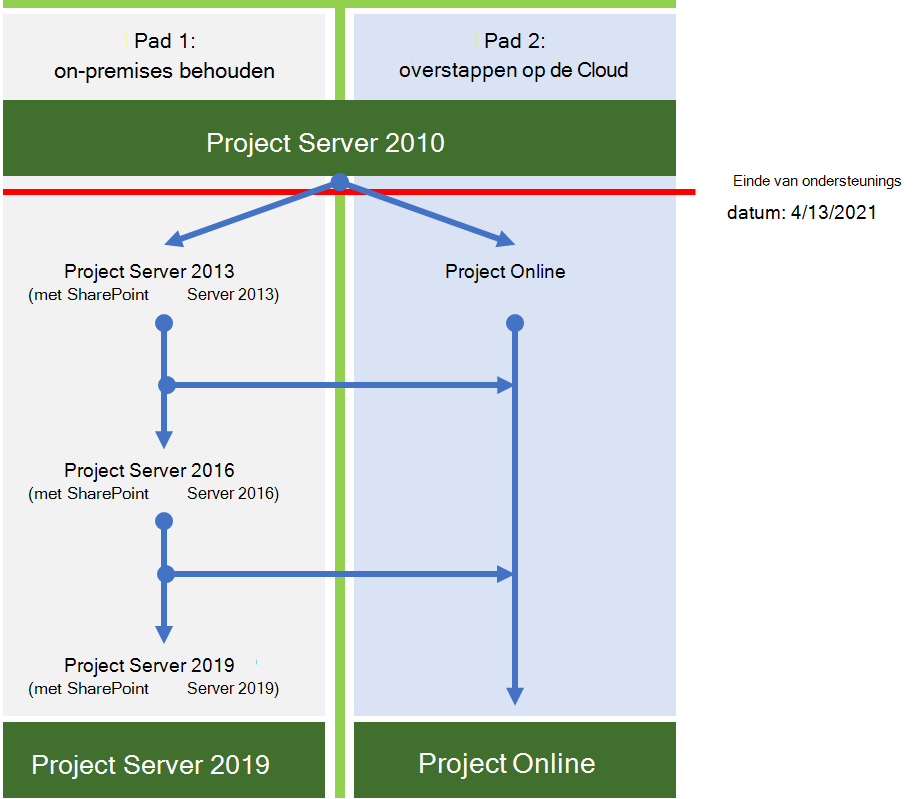 Pad 1:
on-premises behouden
Pad 2:
overstappen op de Cloud
Project Server 2010
Einde van ondersteunings
datum: 4/13/2021
Project Server 2013
(met SharePoint Server 2013)
Project Online
Project Server 2016
(met SharePoint Server 2016)
Project Server 2019
(met SharePoint Server 2019)
Project Server 2019
Project Online